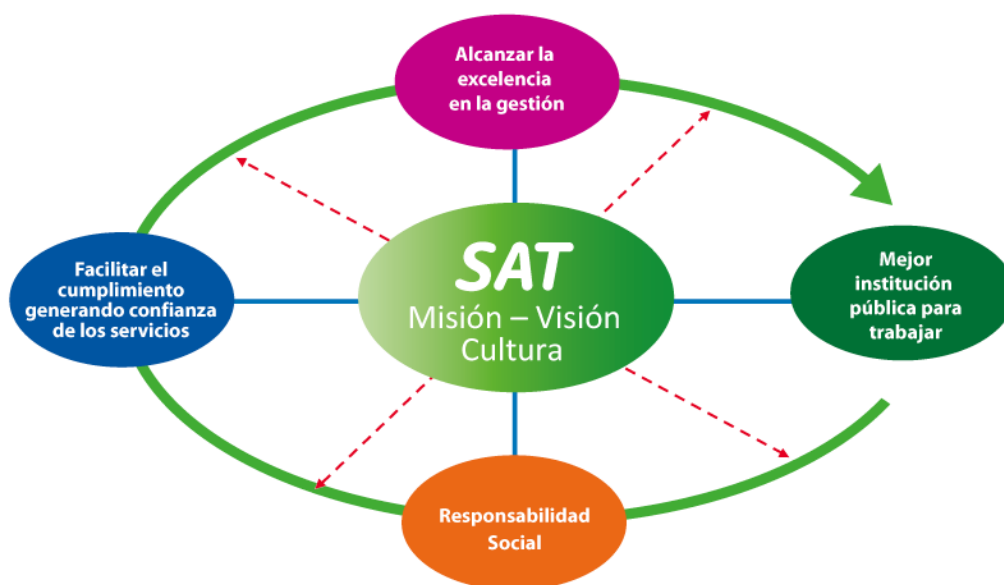 Alcanzar la
excelencia
en la gestión
Facilitar el
cumplimiento
generando confianza
de los servicios
SAT
Misión – Visión
Cultura
Mejor
institución
pública para
trabajar
Responsabilidad
Social